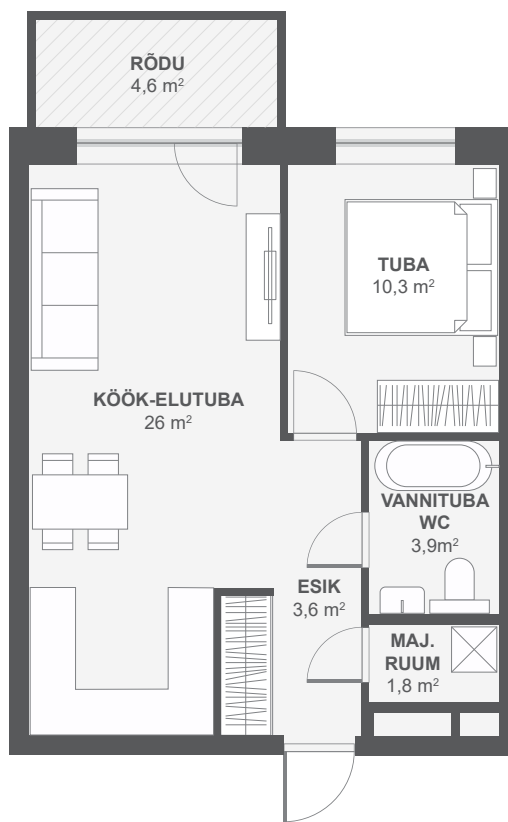 RÕDU
4,6 m²
TUBA
10,3 m²
KÖÖK-ELUTUBA
26 m²
VANNITUBA
WC
3,9m²
ESIK
3,6 m²
MAJ.
RUUM
1,8 m²